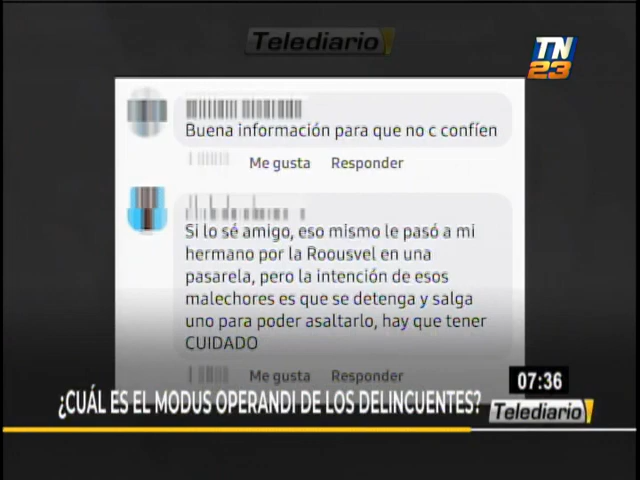 Telediario
TN
23
Buena información para que no c confíen
Me gusta Responder
Si lo sé amigo, eso mismo le pasó a mi
hermano por la Roousvel en una
pasarela, pero la intención de esos
malechores es que se detenga y salga
uno para poder asaltarlo, hay que tener
CUIDADO
Me gusta Responder
07:36
¿CUÁL ES EL MODUS OPERANDI DE LOS DELINCUENTES?
Telediario